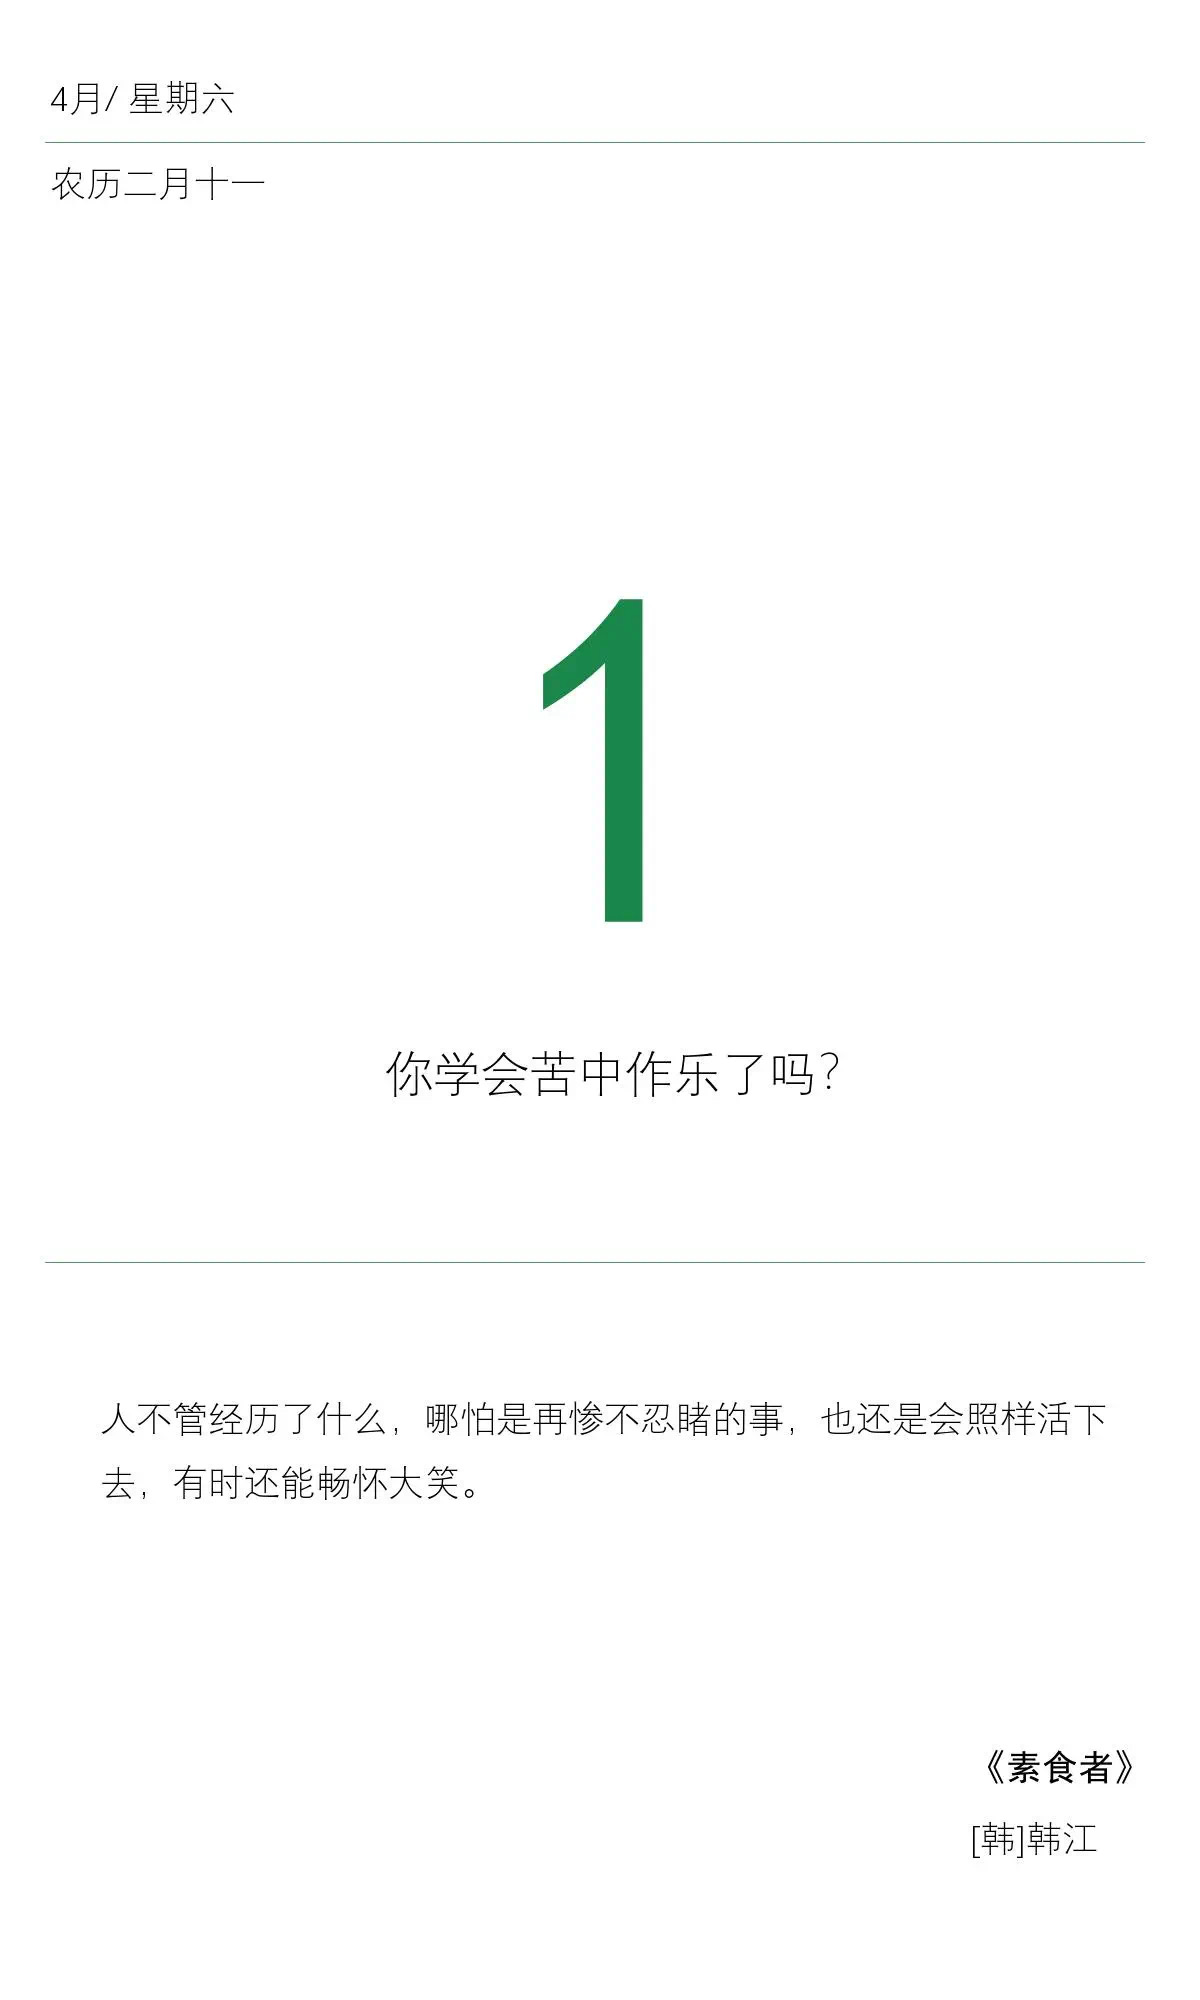 4月/ 星期六
农历二月十一
1
你学会苦中作乐了吗？
人不管经历了什么，哪怕是再惨不忍睹的事，也还是会照样活下
去，有时还能畅怀大笑。
《素食者》
[韩]韩江